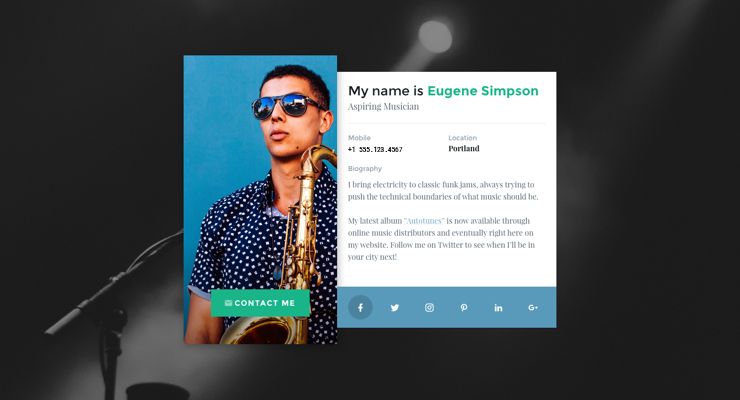 My name is Eugene Simpson
Aspiring Musician
Mobile
+1 555.123.4567
Location
Portland
Biography
I bring electricity to classic funk jams, always trying to
push the technical boundaries of what music should be.
My latest album "Autotunes" is now available through
online music distributors and eventually right here on
my website. Follow me on Twitter to see when I'll be in
your city next!
CONTACT ME